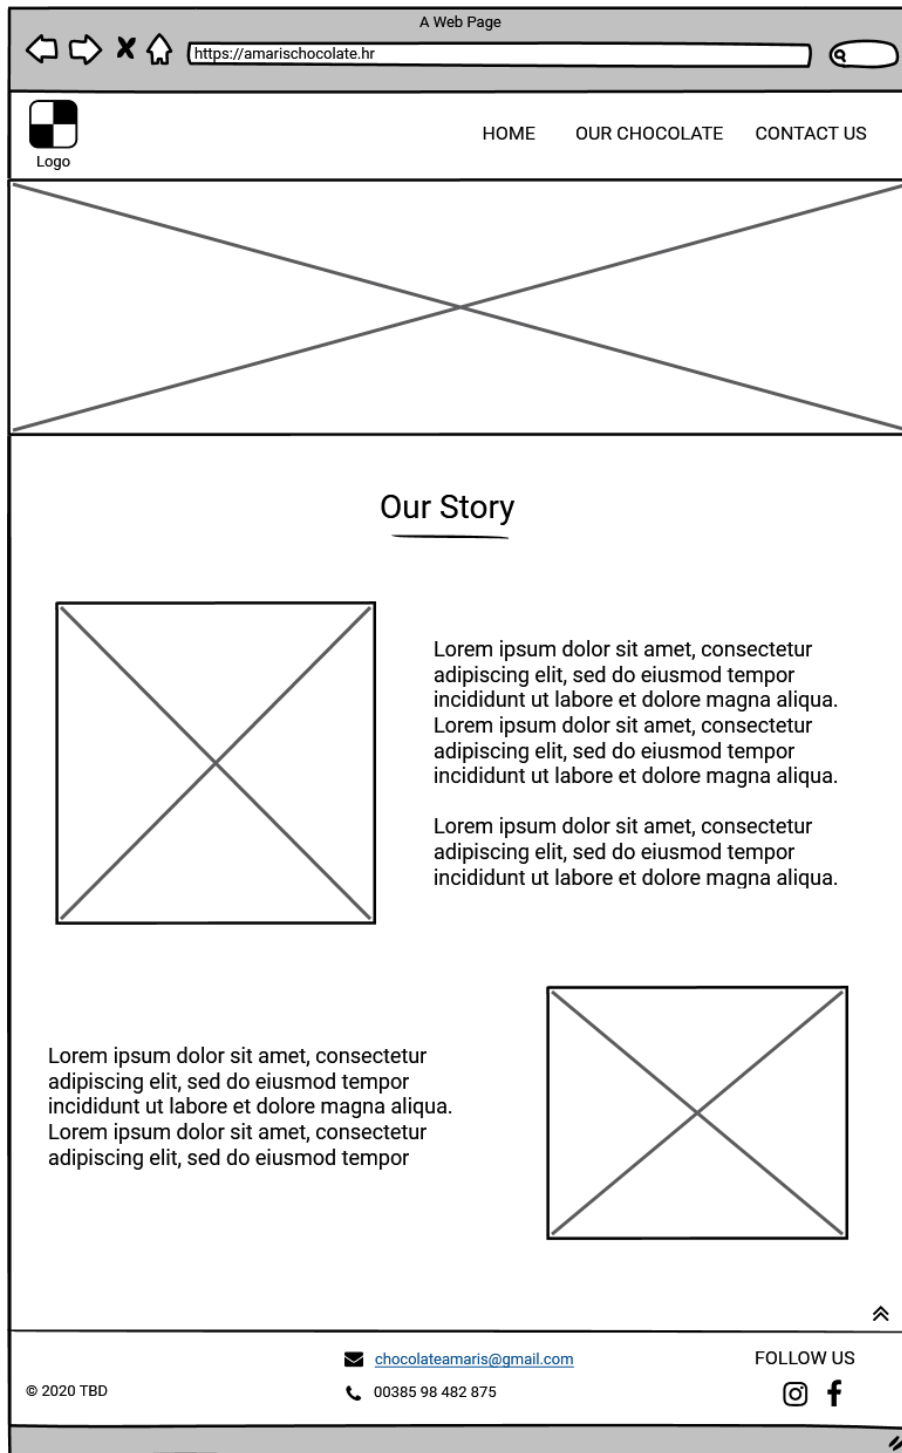 A Web Page
https://amarischocolate.hr
Logo
HOME OUR CHOCOLATE CONTACT US
Our Story
Lorem ipsum dolor sit amet, consectetur
adipiscing elit, sed do eiusmod tempor
incididunt ut labore et dolore magna aliqua.
Lorem ipsum dolor sit amet, consectetur
adipiscing elit, sed do eiusmod tempor
incididunt ut labore et dolore magna aliqua.
Lorem ipsum dolor sit amet, consectetur
adipiscing elit, sed do eiusmod tempor
incididunt ut labore et dolore magna aliqua.
Lorem ipsum dolor sit amet, consectetur
adipiscing elit, sed do eiusmod tempor
incididunt ut labore et dolore magna aliqua.
Lorem ipsum dolor sit amet, consectetur
adipiscing elit, sed do eiusmod tempor
© 2020 TBD
chocolateamaris@gmail.com
00385 98 482 875
FOLLOW US